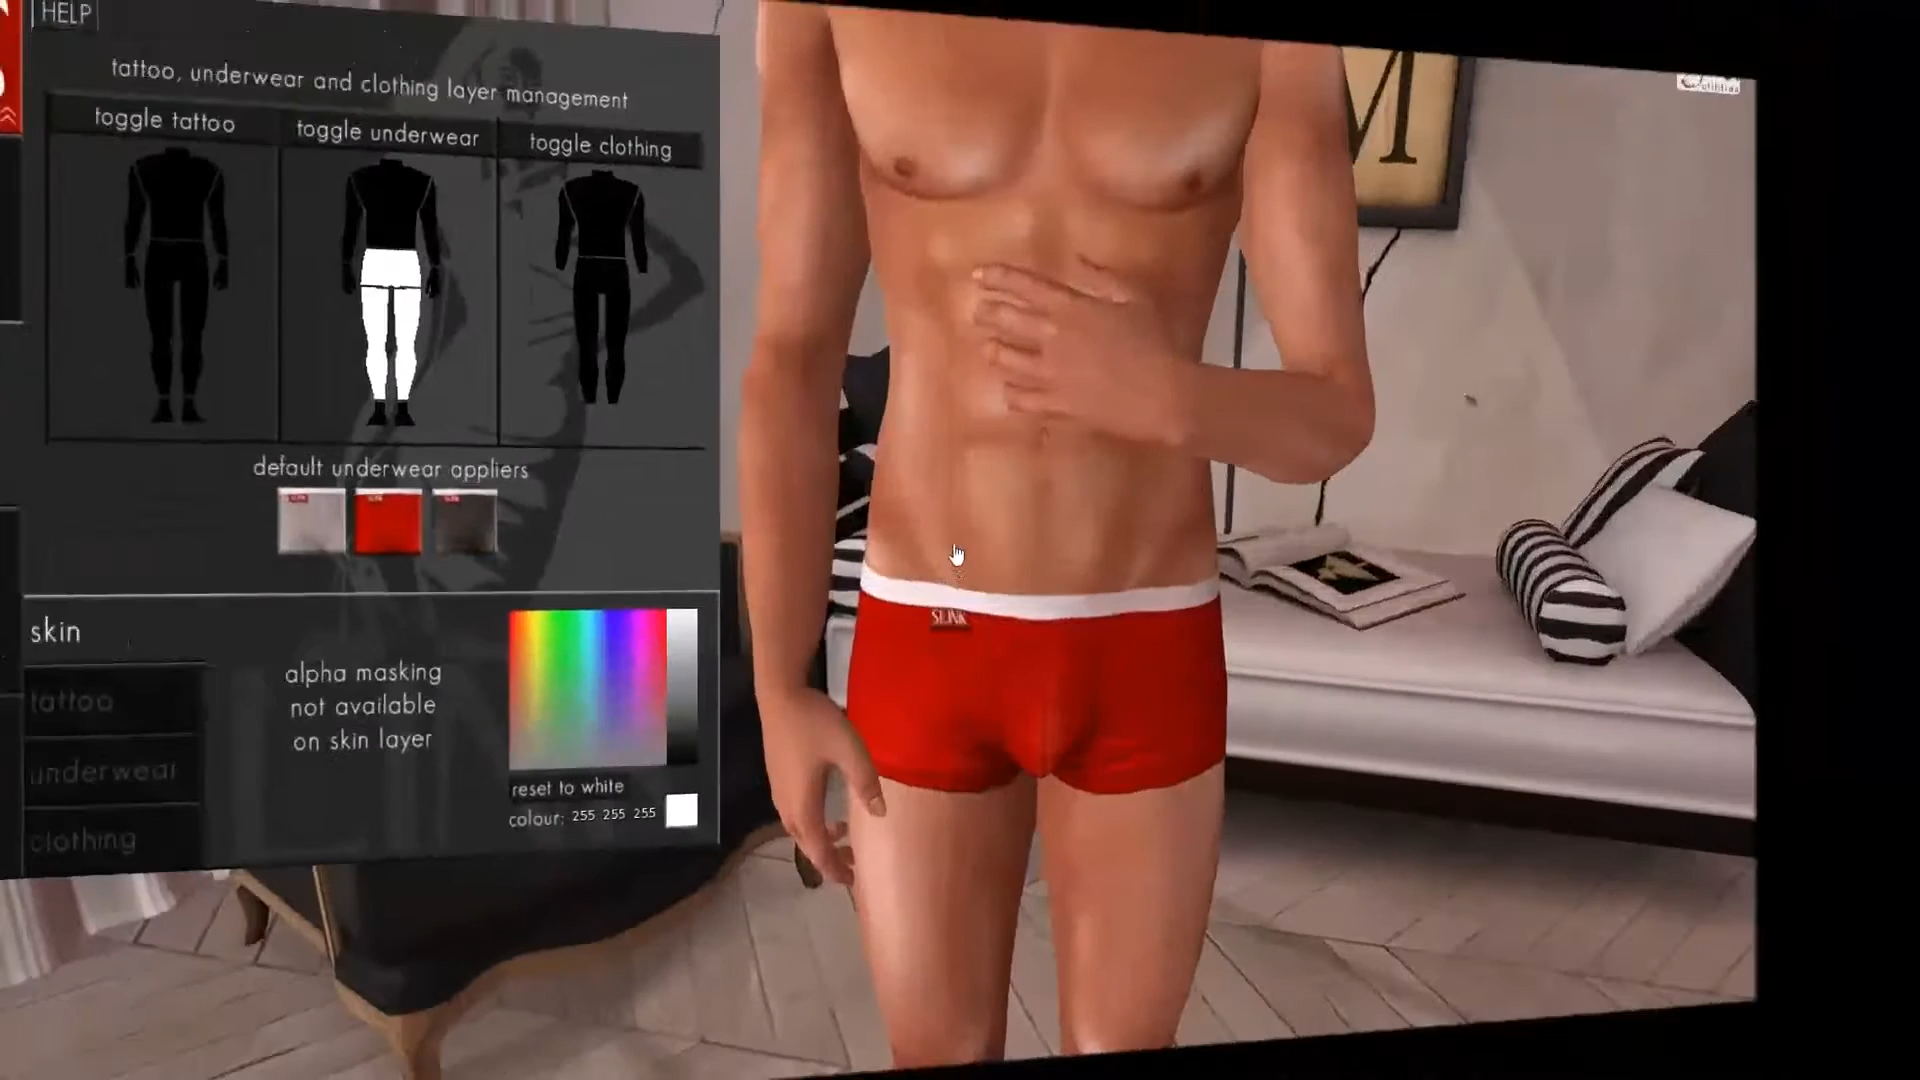 HELP
tattoo, underwear and clothing layer management
toggle tattoo
toggle underwear
toggle clothing
default underwear appliers
skin
tattoo
underwear
clothing
alpha masking
not available
on skin layer
reset to white
colour: 255 255 255
SLINK
M